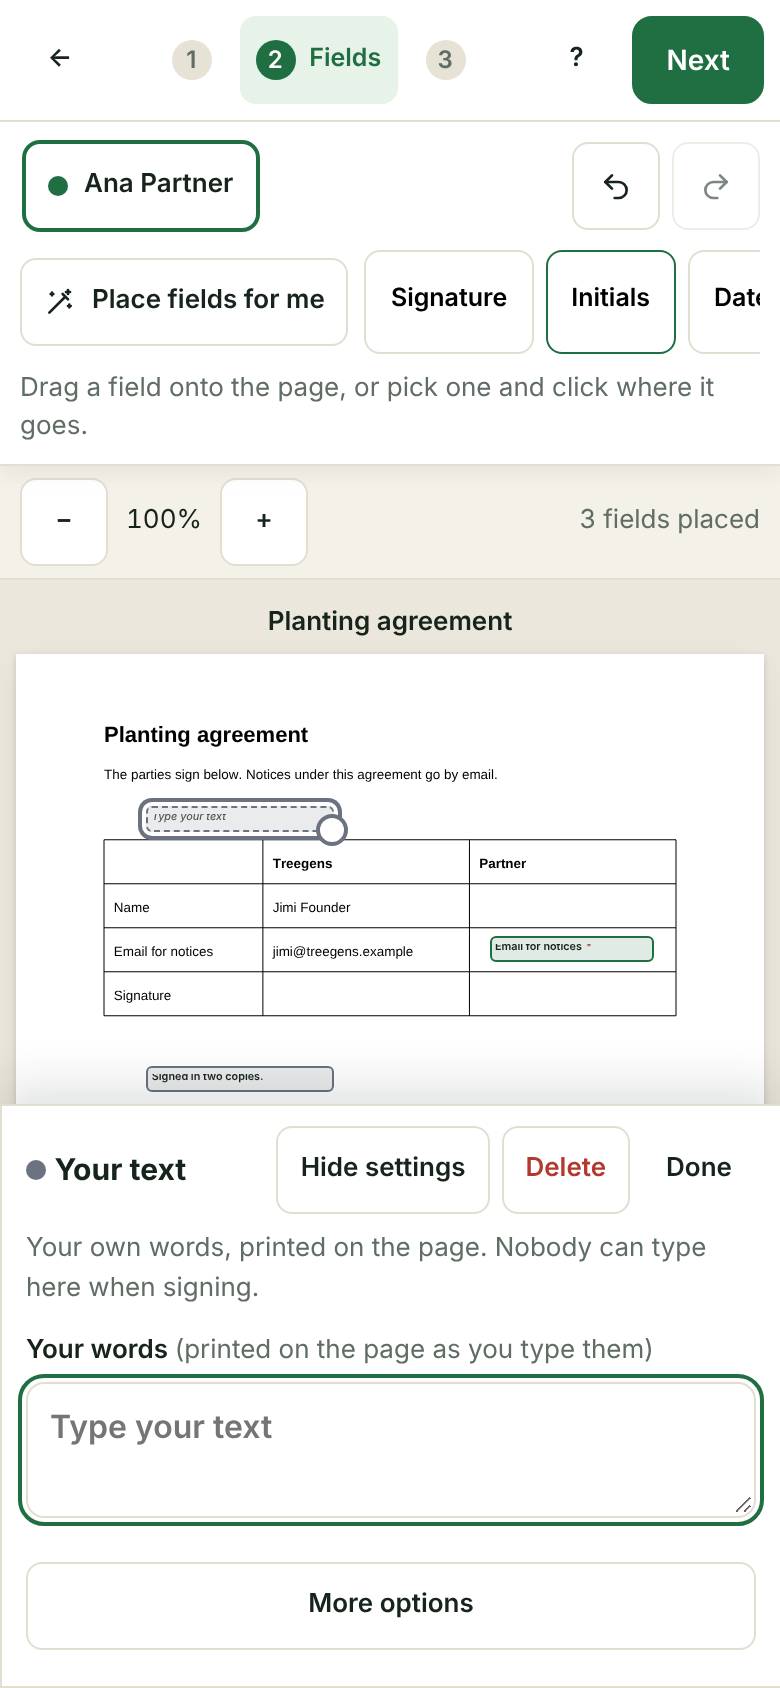 ←
1
2 Fields
3
?
Next
Ana Partner
Place fields for me
Signature
Initials
Date
Drag a field onto the page, or pick one and click where it
goes.
−
100%
+
3 fields placed
Planting agreement
Planting agreement
The parties sign below. Notices under this agreement go by email.
Type your text
Treegens
Partner
Name
Jimi Founder
Email for notices
jimi@treegens.example
Email for notices *
Signature
Signed in two copies.
Your text
Hide settings
Delete
Done
Your own words, printed on the page. Nobody can type
here when signing.
Your words (printed on the page as you type them)
Type your text
More options